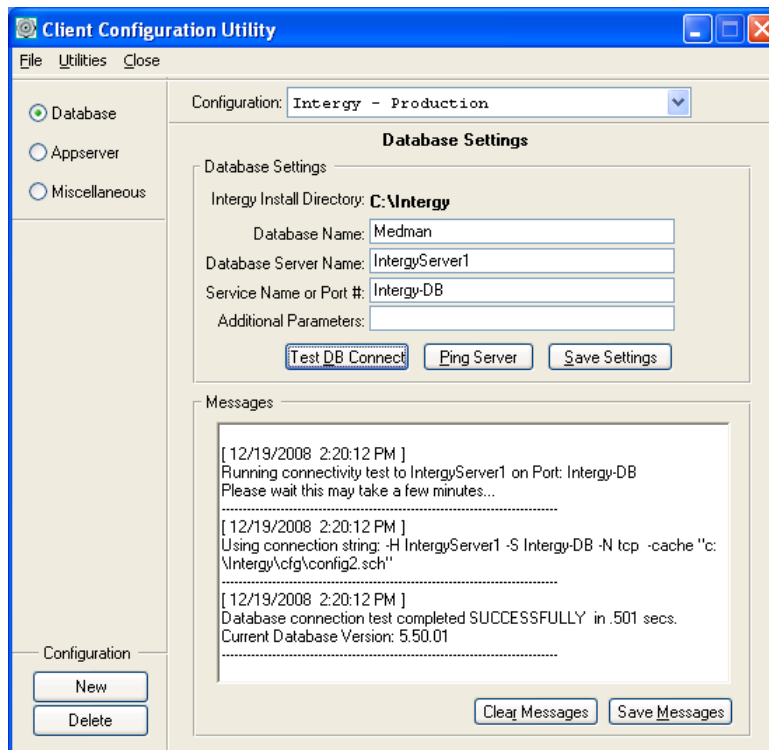 Client Configuration Utility
File Utilities Close
Database
Appserver
Miscellaneous
Configuration: Intergy - Production
Database Settings
Database Settings
Intergy Install Directory: C:\Intergy
Database Name: Medman
Database Server Name: IntergyServer1
Service Name or Port #: Intergy-DB
Additional Parameters:
Test DB Connect Ping Server Save Settings
Messages
[ 12/19/2008 2:20:12 PM ]
Running connectivity test to IntergyServer1 on Port: Intergy-DB
Please wait this may take a few minutes...
--------------------------------------------------------------------------------
[ 12/19/2008 2:20:12 PM ]
Using connection string: -H IntergyServer1 -S Intergy-DB -N tcp -cache "c:
\Intergy\cfg\config2.sch"
--------------------------------------------------------------------------------
[ 12/19/2008 2:20:12 PM ]
Database connection test completed SUCCESSFULLY in .501 secs.
Current Database Version: 5.50.01
--------------------------------------------------------------------------------
Clear Messages Save Messages
Configuration
New
Delete